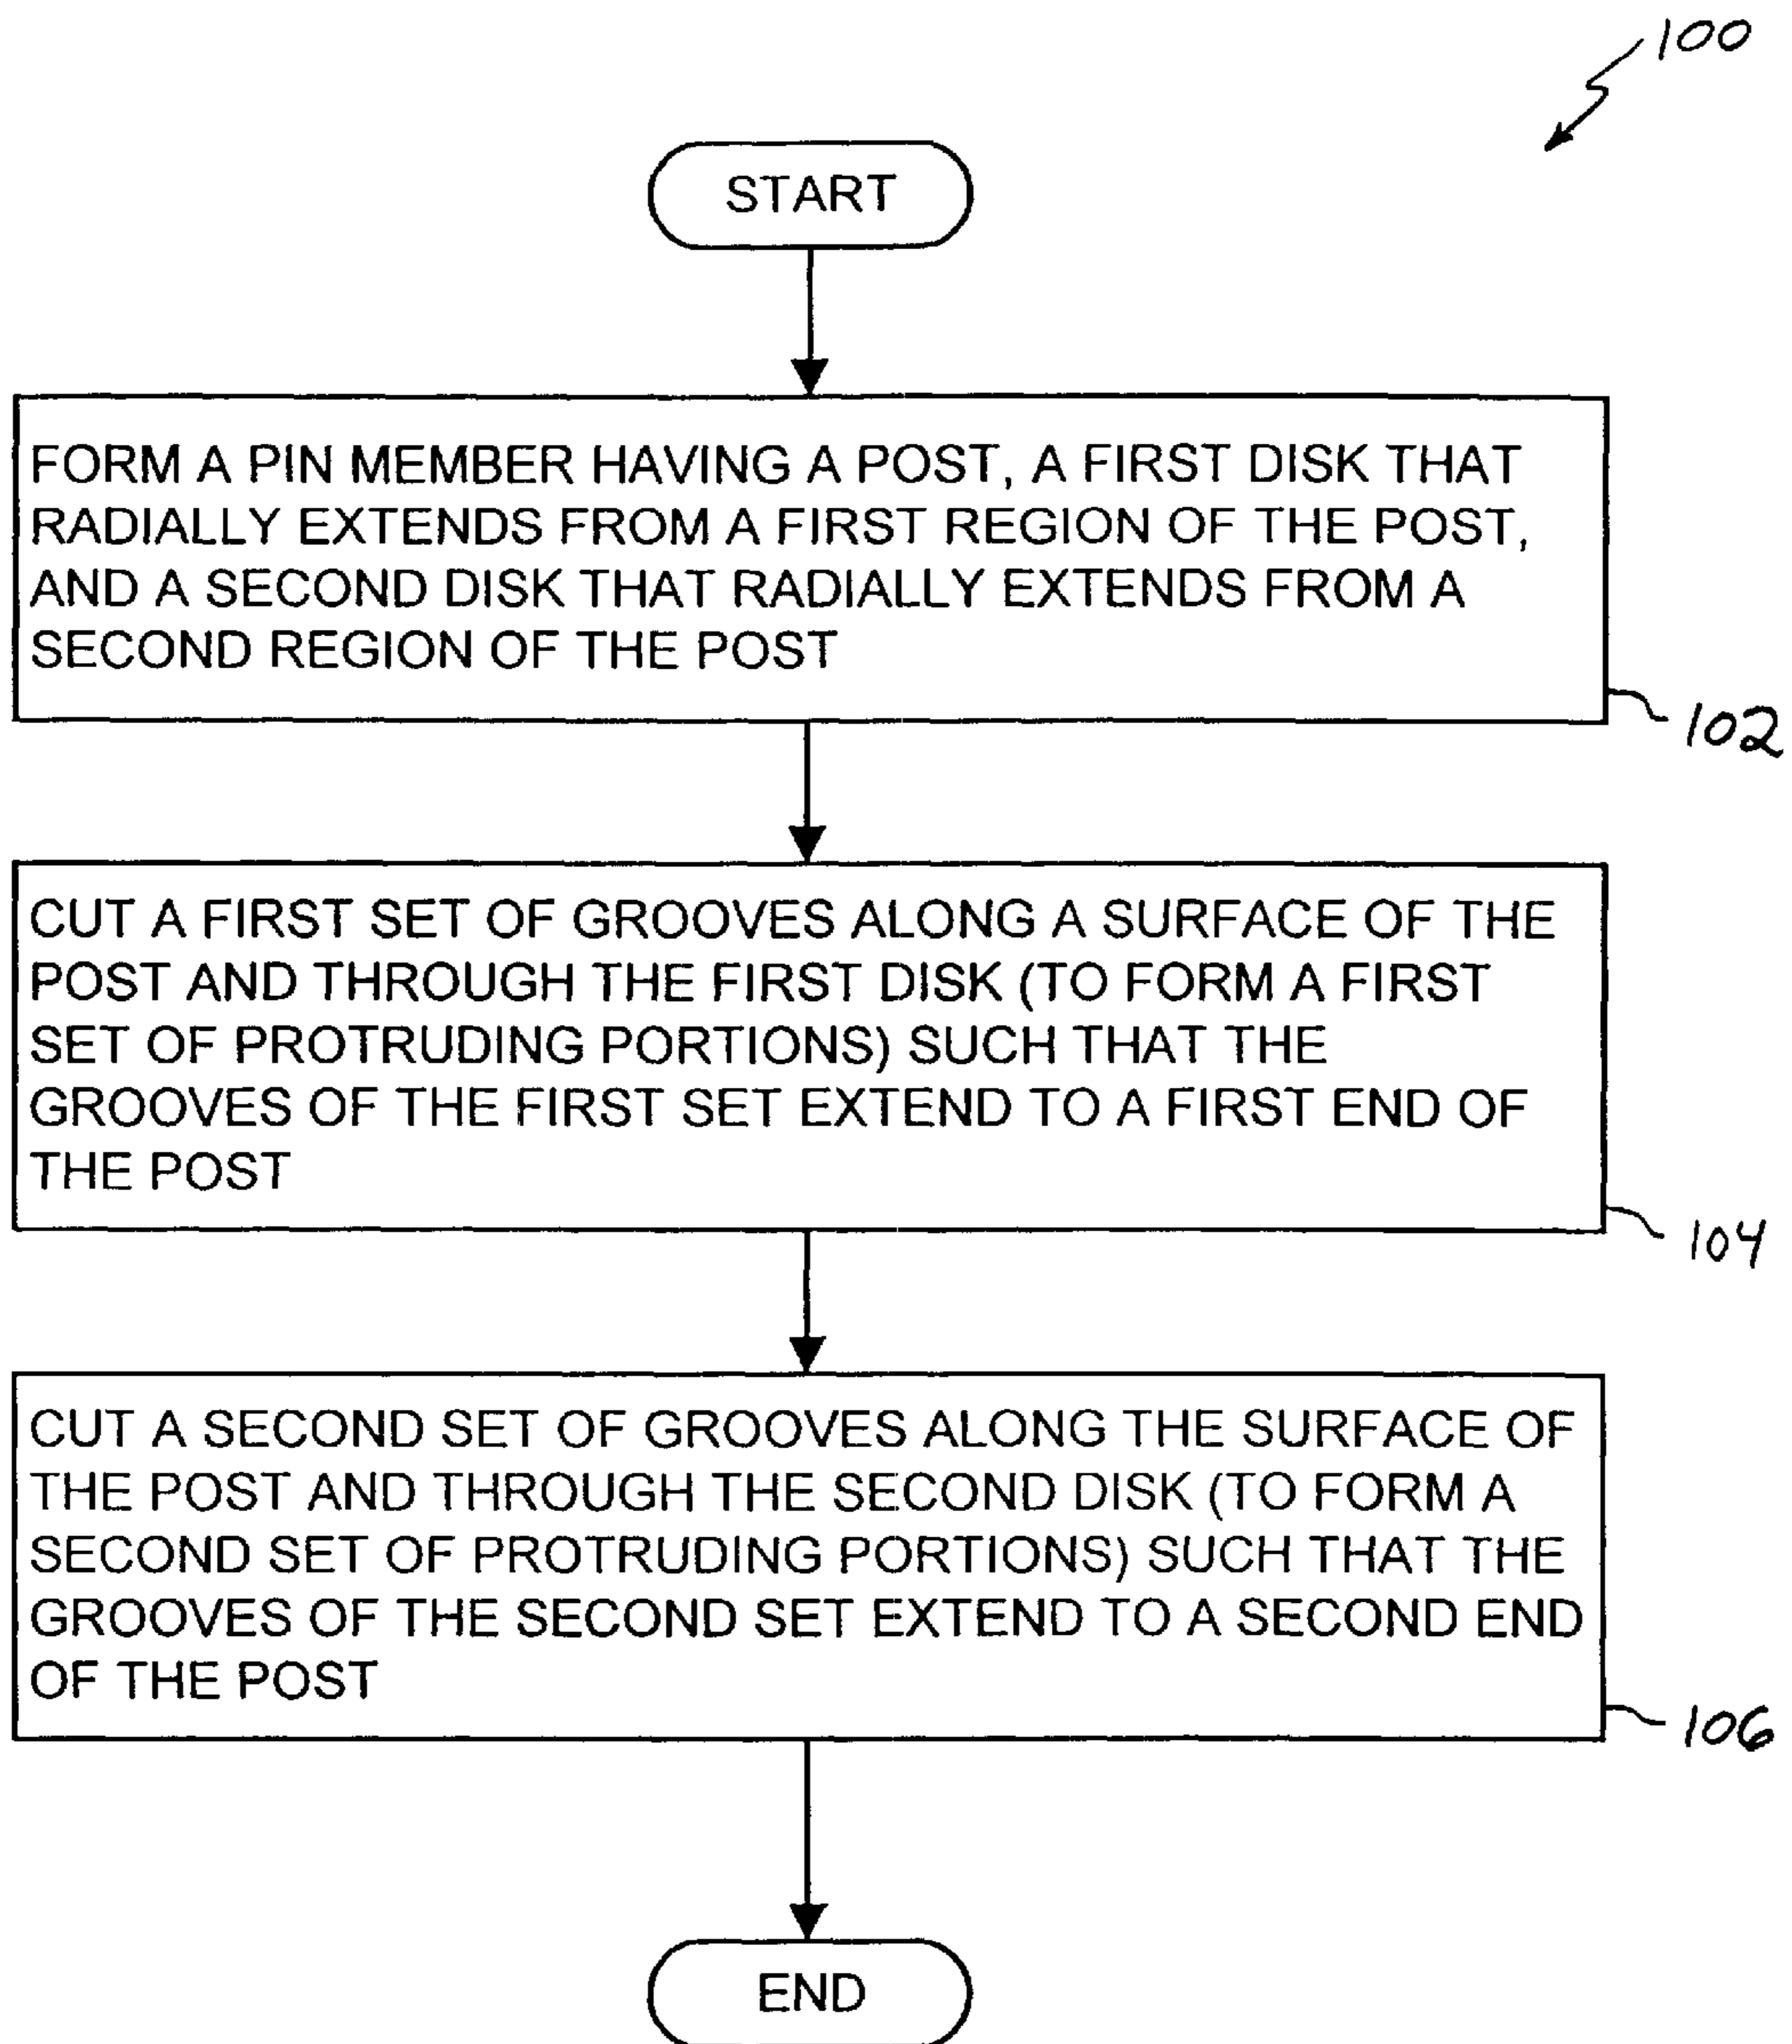 100
START
FORM A PIN MEMBER HAVING A POST, A FIRST DISK THAT
RADIALLY EXTENDS FROM A FIRST REGION OF THE POST,
AND A SECOND DISK THAT RADIALLY EXTENDS FROM A
SECOND REGION OF THE POST
102
CUT A FIRST SET OF GROOVES ALONG A SURFACE OF THE
POST AND THROUGH THE FIRST DISK (TO FORM A FIRST
SET OF PROTRUDING PORTIONS) SUCH THAT THE
GROOVES OF THE FIRST SET EXTEND TO A FIRST END OF
THE POST
104
CUT A SECOND SET OF GROOVES ALONG THE SURFACE OF
THE POST AND THROUGH THE SECOND DISK (TO FORM A
SECOND SET OF PROTRUDING PORTIONS) SUCH THAT THE
GROOVES OF THE SECOND SET EXTEND TO A SECOND END
OF THE POST
106
END